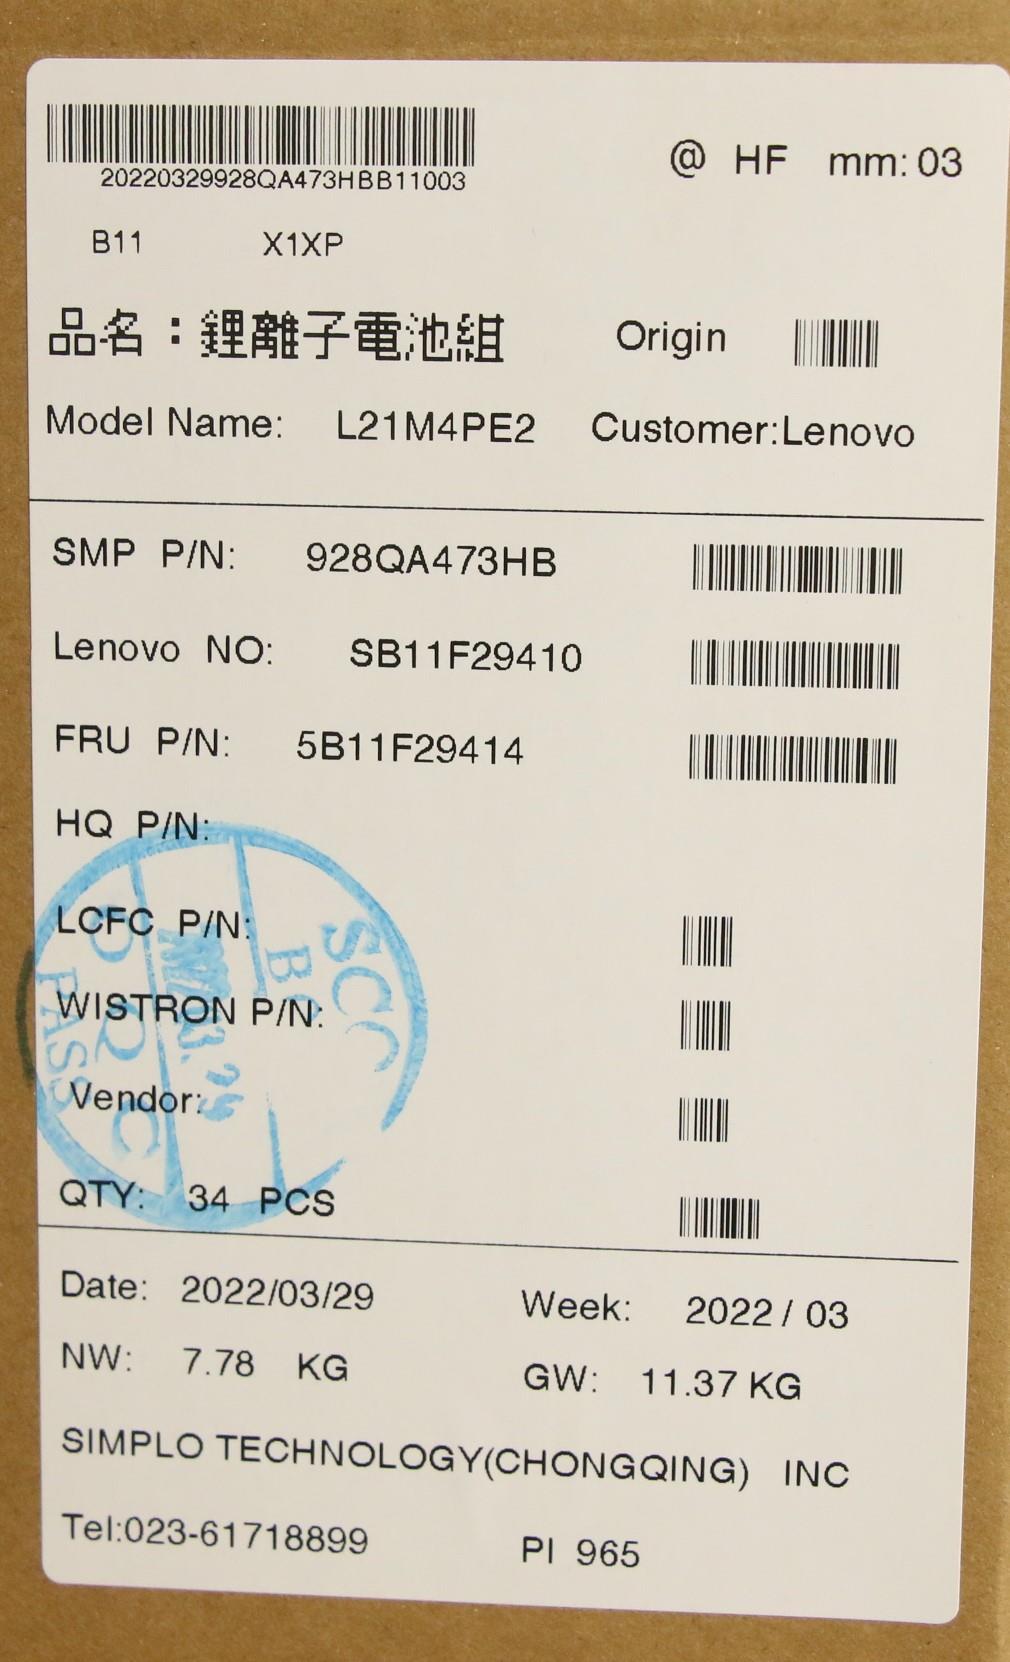 20220329928QA473HBB11003
@ HF mm: 03
B11 X1XP
品名：鋰離子電池組 Origin
Model Name: L21M4PE2 Customer:Lenovo
SMP P/N: 928QA473HB
Lenovo NO: SB11F29410
FRU P/N: 5B11F29414
HQ P/N:
LCFC P/N:
WISTRON P/N:
Vendor:
QTY: 34 PCS
SCC
OQC
PASS
Date: 2022/03/29 Week: 2022 / 03
NW: 7.78 KG GW: 11.37 KG
SIMPLO TECHNOLOGY(CHONGQING) INC
Tel:023-61718899 PI 965